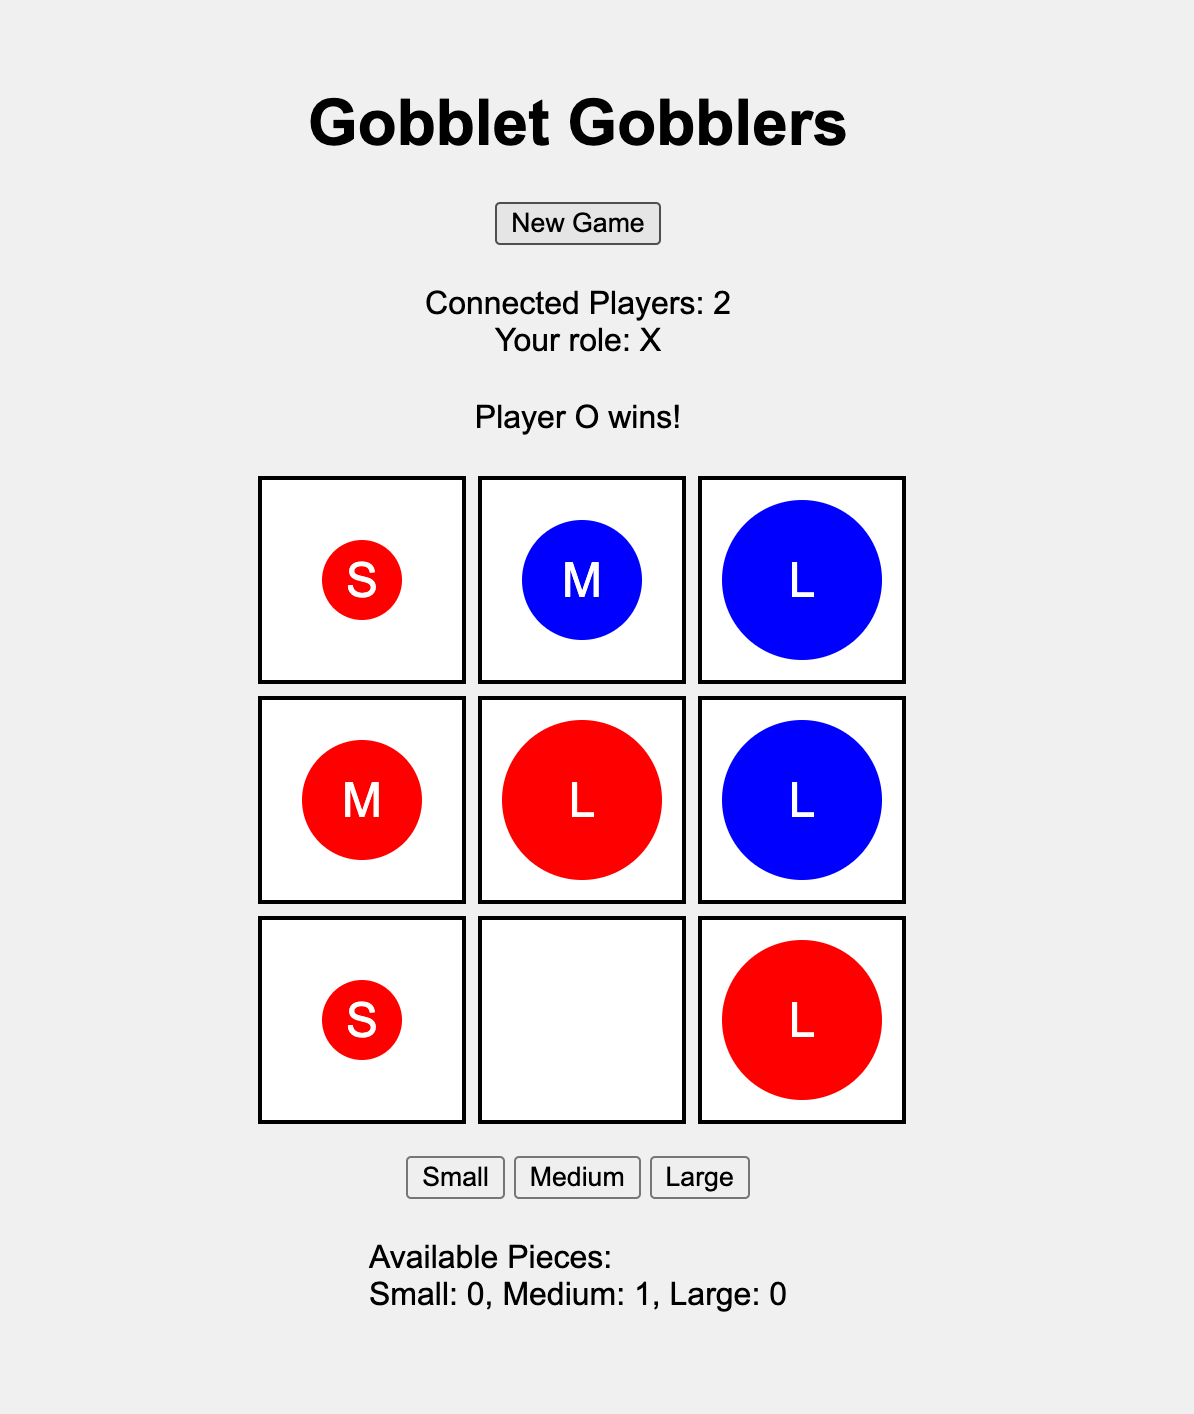 Gobblet Gobblers
New Game
Connected Players: 2
Your role: X
Player O wins!
S M L
M L L
S L
Small Medium Large
Available Pieces:
Small: 0, Medium: 1, Large: 0